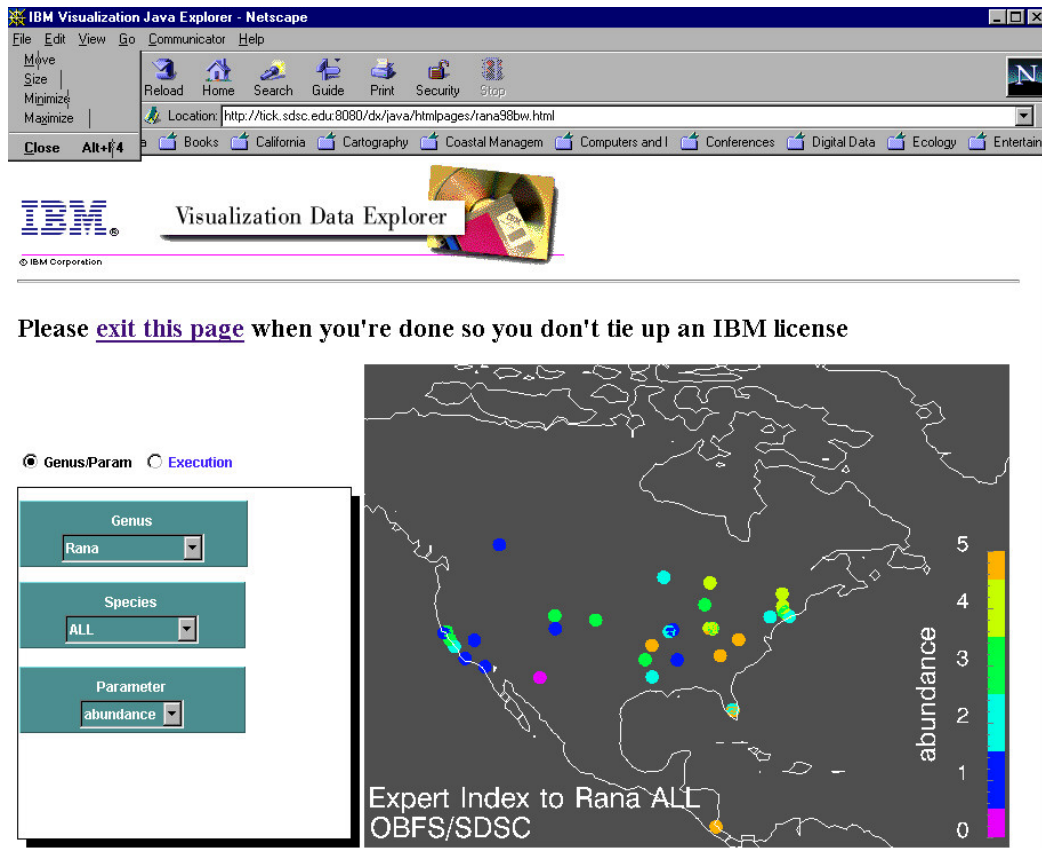 IBM Visualization Java Explorer - Netscape
File Edit View Go Communicator Help
Move
Size
Minimize
Maximize
Close Alt+F4
Reload Home Search Guide Print Security Stop
N
Location: http://tick.sdsc.edu:8080/dx/java/htmlpages/rana98bw.html
Books California Cartography Coastal Managem Computers and I Conferences Digital Data Ecology Entertain
IBM®
Visualization Data Explorer
© IBM Corporation
Please exit this page when you're done so you don't tie up an IBM license
Genus/Param Execution
Genus
Rana
Species
ALL
Parameter
abundance
5
4
3
2
1
0
abundance
Expert Index to Rana ALL
OBFS/SDSC